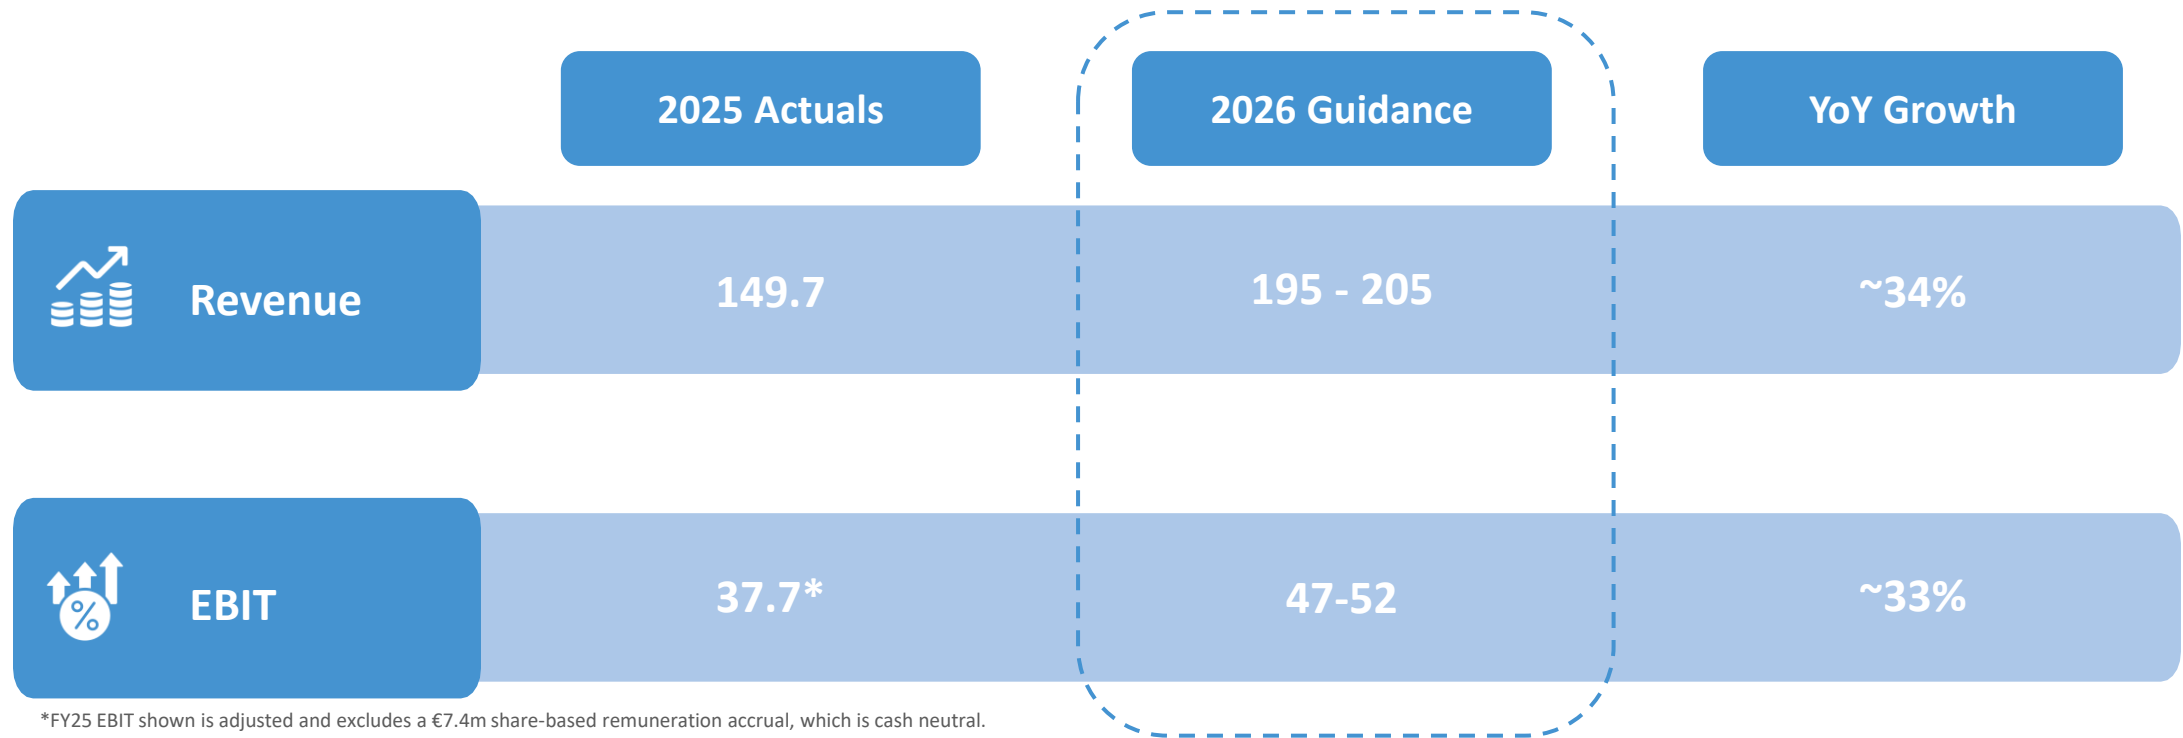 2025 Actuals
2026 Guidance
YoY Growth
Revenue
149.7
195 - 205
~34%
EBIT
%
37.7*
47-52
~33%
*FY25 EBIT shown is adjusted and excludes a €7.4m share-based remuneration accrual, which is cash neutral.